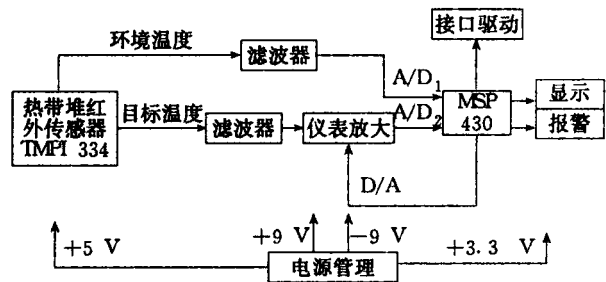 接口驱动
环境温度
滤波器
A/D1
热带堆红
外传感器
TMPI 334
目标温度
滤波器
仪表放大
A/D2
MSP
430
显示
报警
D/A
+5 V
+9 V
-9 V
+3.3 V
电源管理